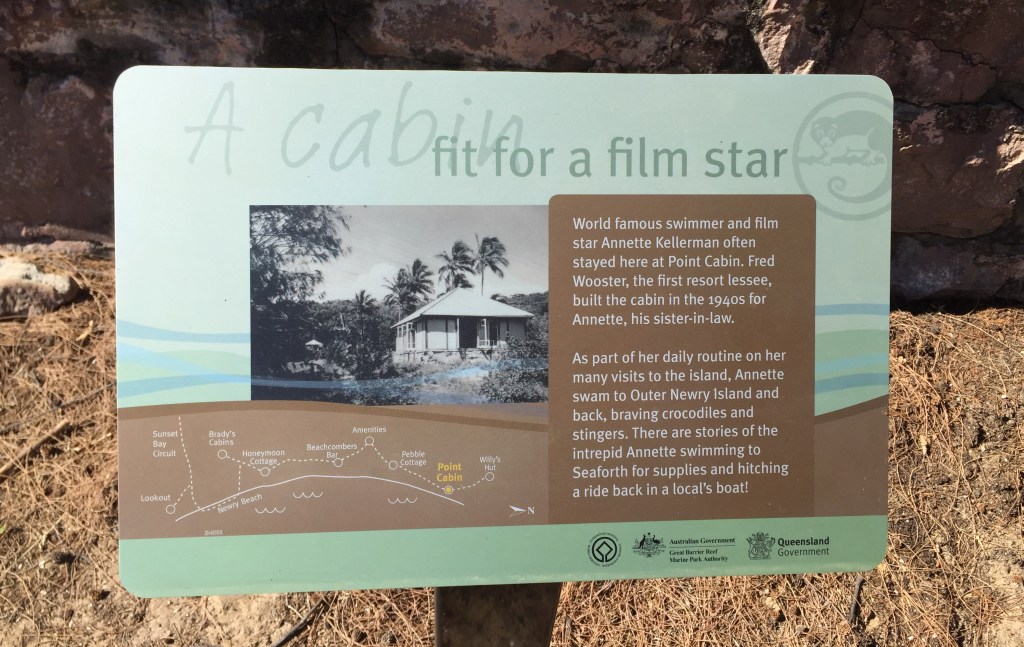 A cabin
fit for a film star
World famous swimmer and film
star Annette Kellerman often
stayed here at Point Cabin. Fred
Wooster, the first resort lessee,
built the cabin in the 1940s for
Annette, his sister-in-law.
As part of her daily routine on her
many visits to the island, Annette
swam to Outer Newry Island and
back, braving crocodiles and
stingers. There are stories of the
intrepid Annette swimming to
Seaforth for supplies and hitching
a ride back in a local's boat!
Sunset
Bay
Circuit
Brady's
Cabins
Honeymoon
Cottage
Beachcombers
Bar
Amenities
Pebble
Cottage
Point
Cabin
Willy's
Hut
Lookout
Newry Beach
N
Australian Government
Great Barrier Reef
Marine Park Authority
Queensland
Government